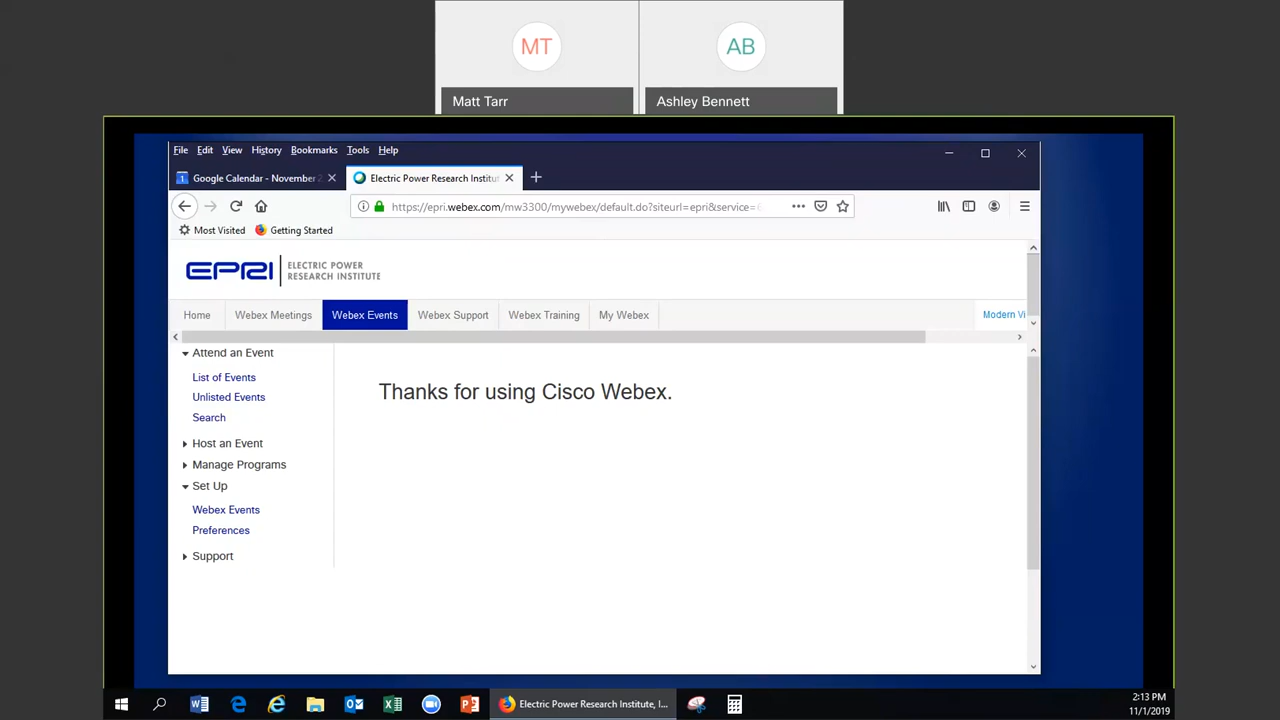 MT
AB
Matt Tarr
Ashley Bennett
File Edit View History Bookmarks Tools Help
Google Calendar - November
Electric Power Research Institu
https://epri.webex.com/mw3300/mywebex/default.do?siteurl=epri&service=
Most Visited
Getting Started
EPRI
ELECTRIC POWER
RESEARCH INSTITUTE
Home Webex Meetings Webex Events Webex Support Webex Training My Webex
Modern Vi
Attend an Event
List of Events
Unlisted Events
Search
Host an Event
Manage Programs
Set Up
Webex Events
Preferences
Support
Thanks for using Cisco Webex.
Electric Power Research Institute, I...
2:13 PM
11/1/2019